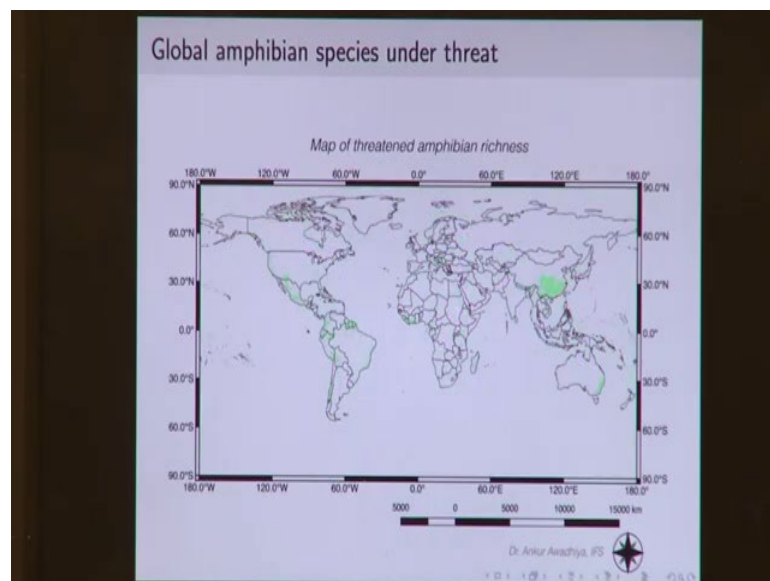 Global amphibian species under threat
Map of threatened amphibian richness
180.0°W 120.0°W 60.0°W 0.0° 60.0°E 120.0°E 180.0°
90.0°N 90.0°N
60.0°N 60.0°N
30.0°N 30.0°N
0.0° 0.0°
30.0°S 30.0°S
60.0°S 60.0°S
90.0°S 90.0°S
180.0°W 120.0°W 60.0°W 0.0° 60.0°E 120.0°E 180.0°
5000 0 5000 10000 15000 km
Dr. Ankur Awadhiya, IFS